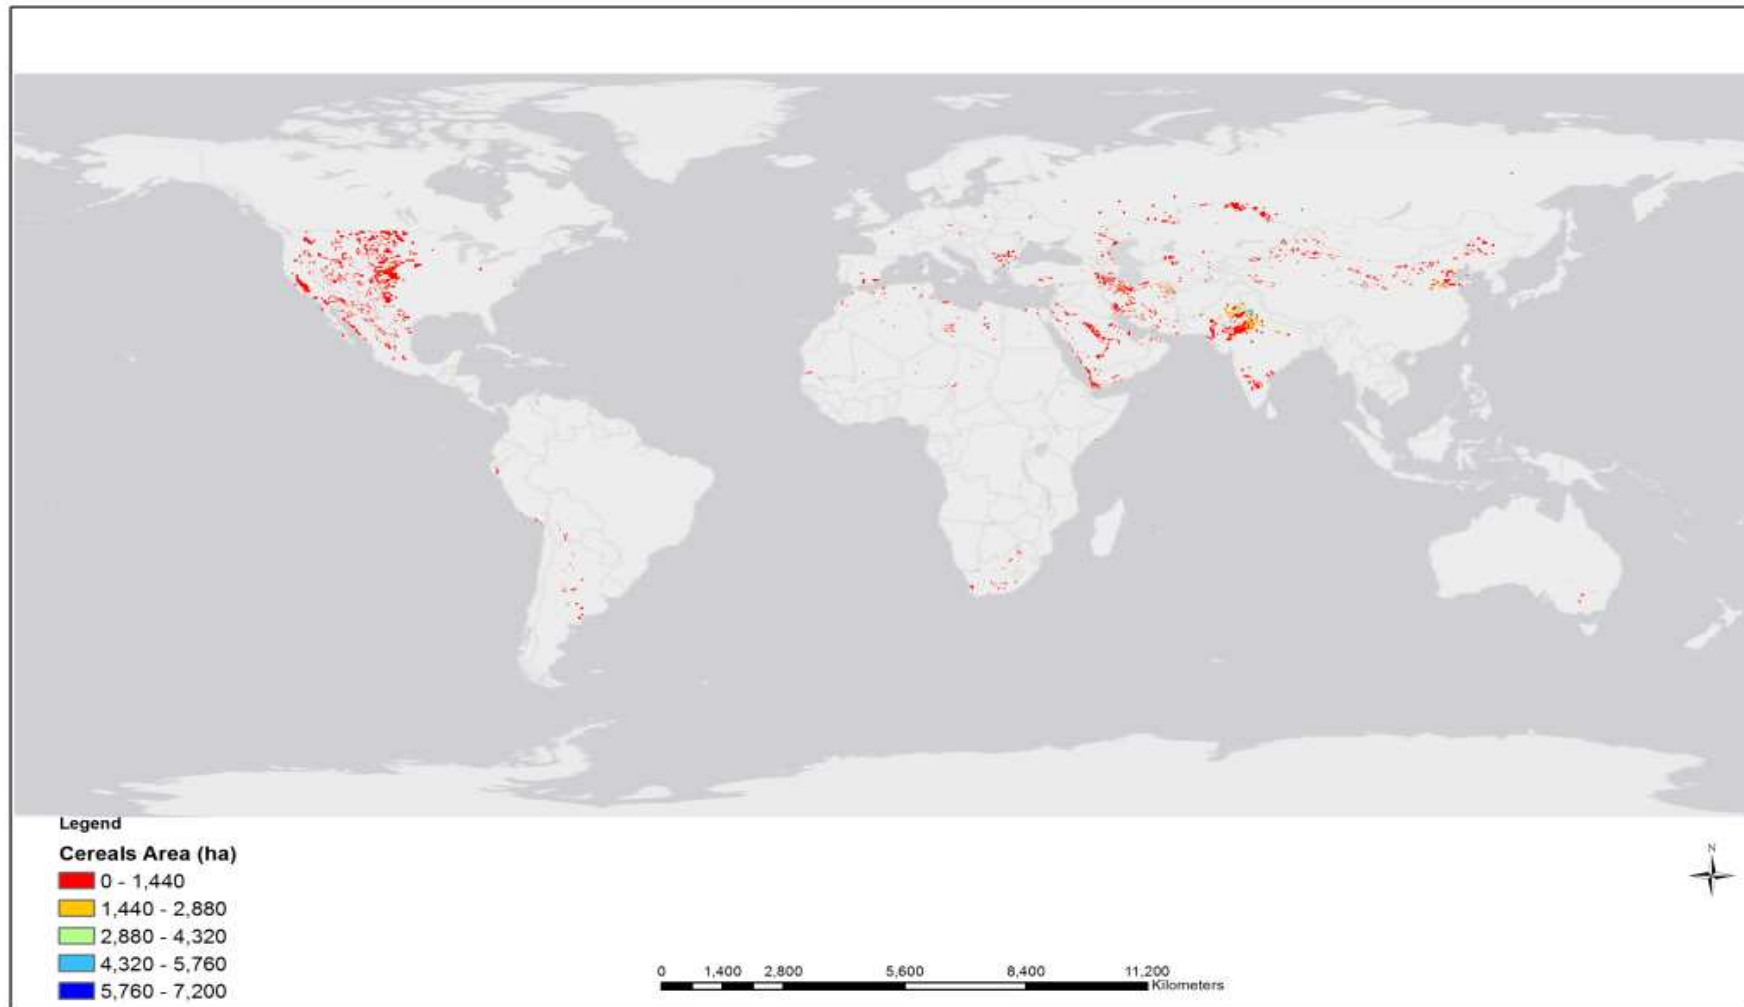 Legend
Cereals Area (ha)
0 - 1,440
1,440 - 2,880
2,880 - 4,320
4,320 - 5,760
5,760 - 7,200
N
0 1,400 2,800 5,600 8,400 11,200
Kilometers